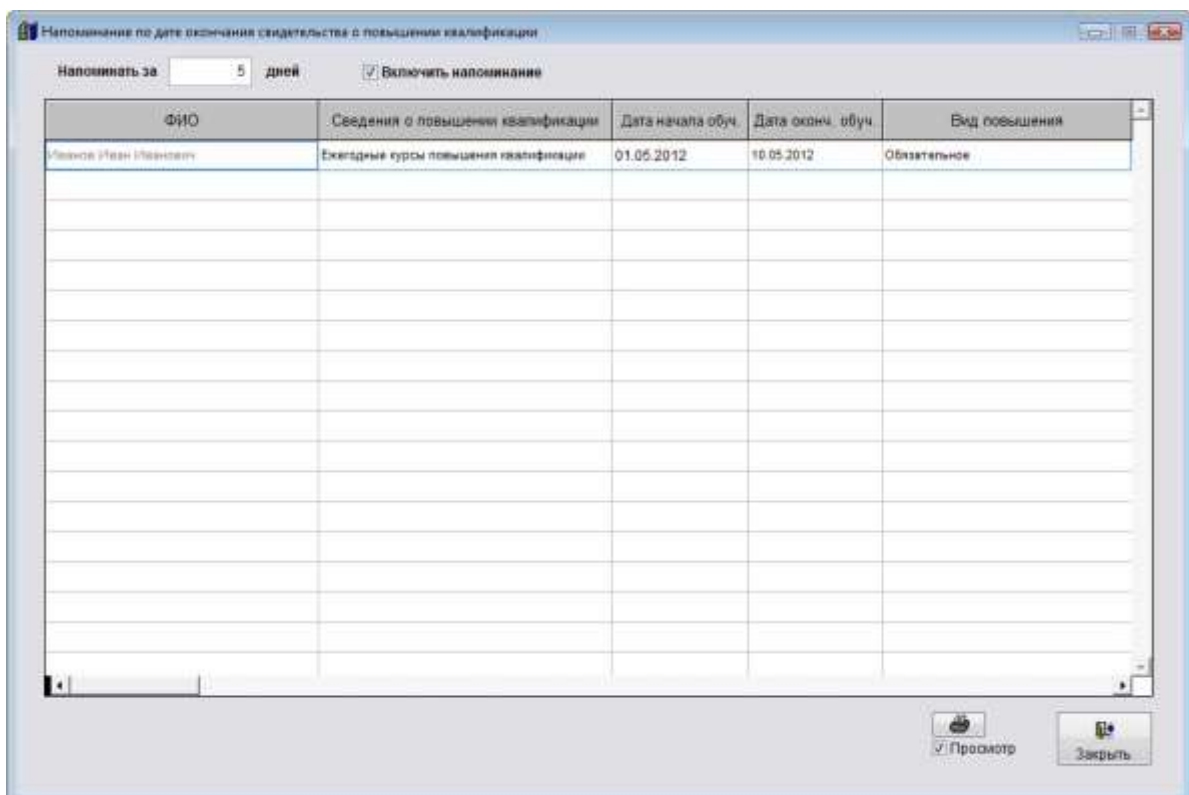 Напоминание по дате окончания свидетельства о повышении квалификации
Напоминать за 5 дней Включить напоминание
ФИО Сведения о повышении квалификации Дата начала обуч. Дата оконч. обуч. Вид повышения
Иванов Иван Иванович Ежегодные курсы повышения квалификации 01.05.2012 10.05.2012 Обязательное
Просмотр
Закрыть